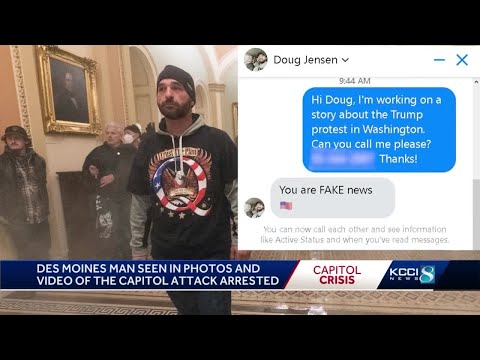 Doug Jensen
9:44 AM
Hi Doug, I'm working on a
story about the Trump
protest in Washington.
Can you call me please?
Thanks!
You are FAKE news
🇺🇸
You can now call each other and see information
like Active Status and when you've read messages.
DES MOINES MAN SEEN IN PHOTOS AND
VIDEO OF THE CAPITOL ATTACK ARRESTED
CAPITOL
CRISIS
KCCI 8
NEWS